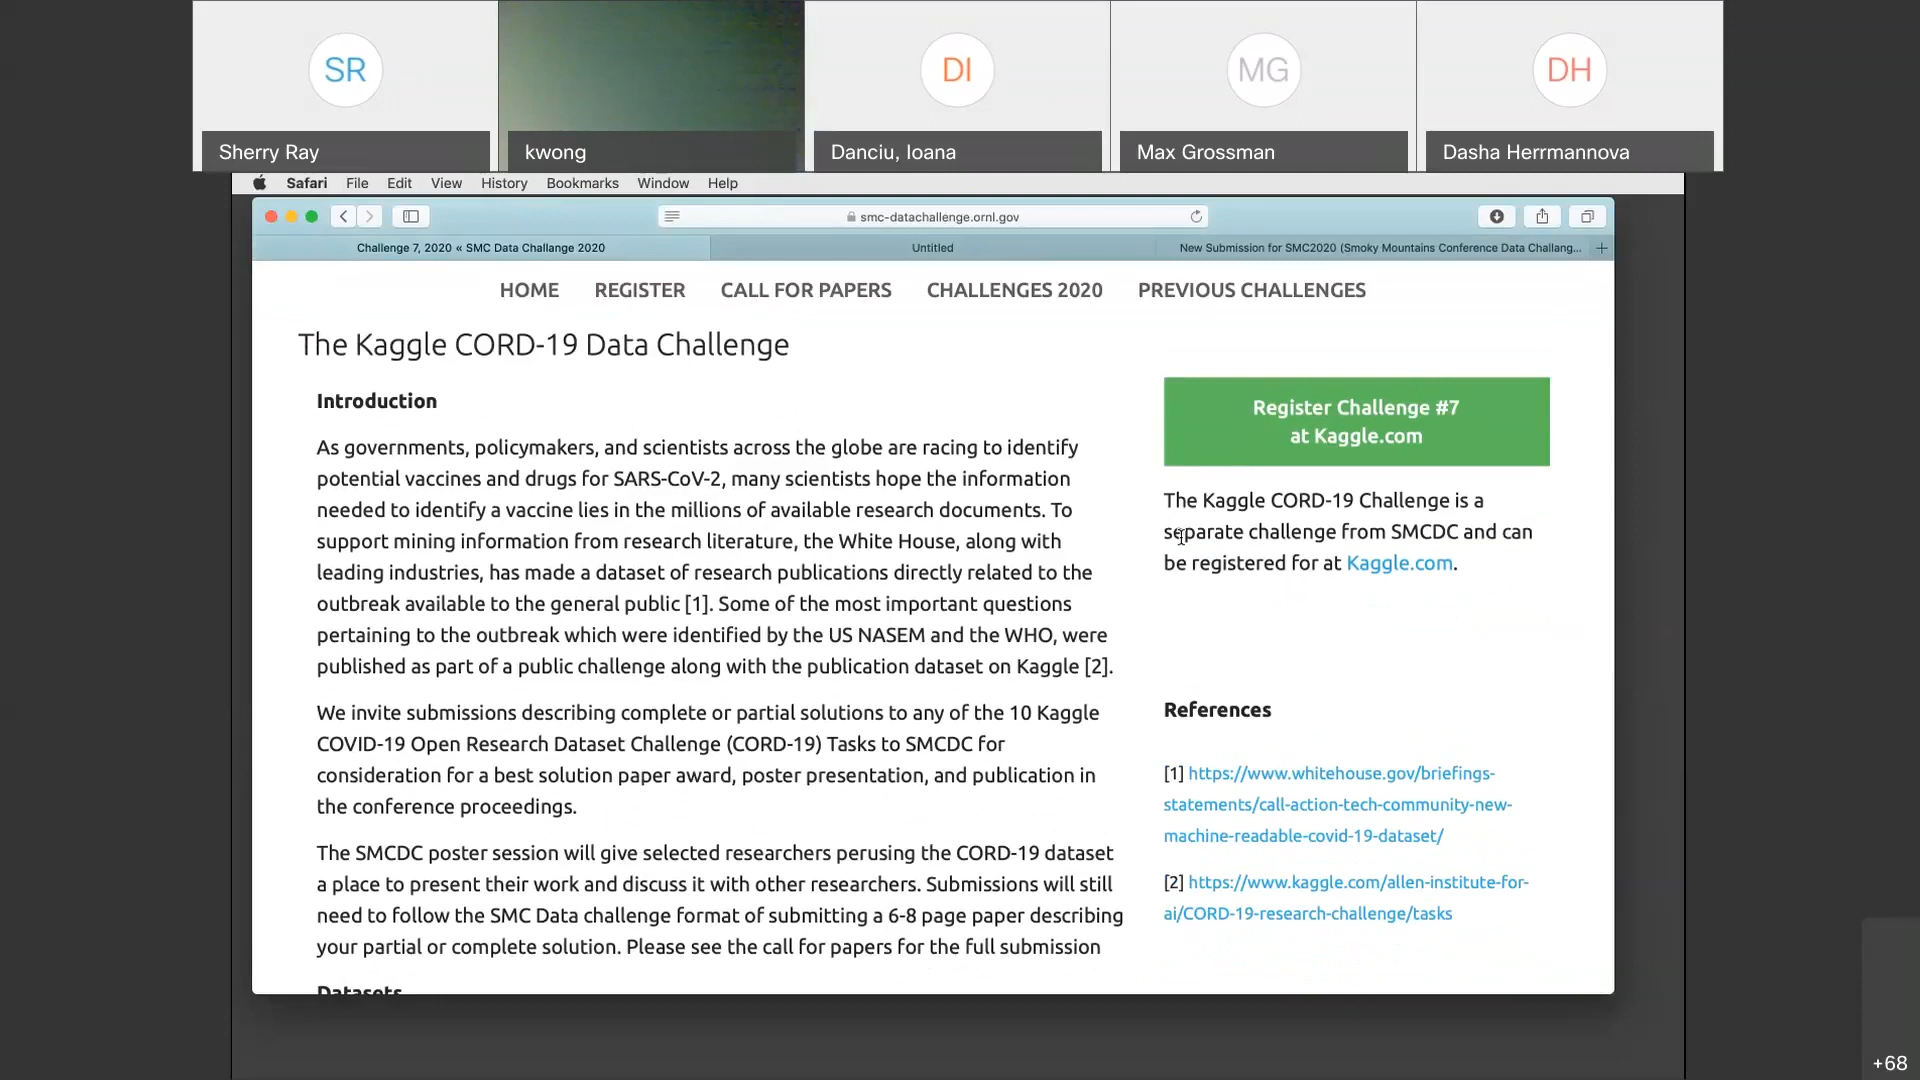 SR
DI
MG
DH
Sherry Ray
kwong
Danciu, Ioana
Max Grossman
Dasha Herrmannova
Safari File Edit View History Bookmarks Window Help
smc-datachallenge.ornl.gov
Challenge 7, 2020 « SMC Data Challange 2020
Untitled
New Submission for SMC2020 (Smoky Mountains Conference Data Challang...
HOME REGISTER CALL FOR PAPERS CHALLENGES 2020 PREVIOUS CHALLENGES
The Kaggle CORD-19 Data Challenge
Introduction
As governments, policymakers, and scientists across the globe are racing to identify
potential vaccines and drugs for SARS-CoV-2, many scientists hope the information
needed to identify a vaccine lies in the millions of available research documents. To
support mining information from research literature, the White House, along with
leading industries, has made a dataset of research publications directly related to the
outbreak available to the general public [1]. Some of the most important questions
pertaining to the outbreak which were identified by the US NASEM and the WHO, were
published as part of a public challenge along with the publication dataset on Kaggle [2].
We invite submissions describing complete or partial solutions to any of the 10 Kaggle
COVID-19 Open Research Dataset Challenge (CORD-19) Tasks to SMCDC for
consideration for a best solution paper award, poster presentation, and publication in
the conference proceedings.
The SMCDC poster session will give selected researchers perusing the CORD-19 dataset
a place to present their work and discuss it with other researchers. Submissions will still
need to follow the SMC Data challenge format of submitting a 6-8 page paper describing
your partial or complete solution. Please see the call for papers for the full submission
Datasets
Register Challenge #7
at Kaggle.com
The Kaggle CORD-19 Challenge is a
separate challenge from SMCDC and can
be registered for at Kaggle.com.
References
[1] https://www.whitehouse.gov/briefings-
statements/call-action-tech-community-new-
machine-readable-covid-19-dataset/
[2] https://www.kaggle.com/allen-institute-for-
ai/CORD-19-research-challenge/tasks
+68